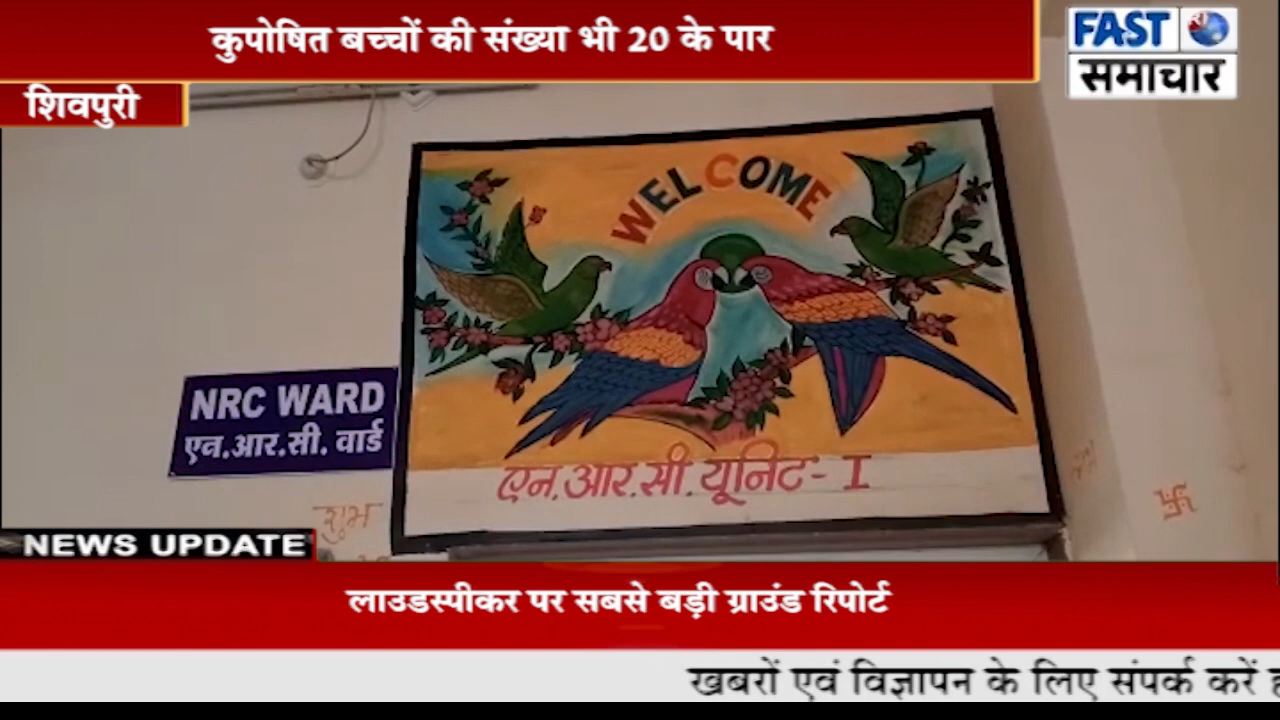 कुपोषित बच्चों की संख्या भी 20 के पार
FAST
समाचार
शिवपुरी
WELCOME
NRC WARD
एन.आर.सी. वार्ड
एन.आर.सी. यूनिट - I
शुभ
NEWS UPDATE
लाउडस्पीकर पर सबसे बड़ी ग्राउंड रिपोर्ट
खबरों एवं विज्ञापन के लिए संपर्क करें